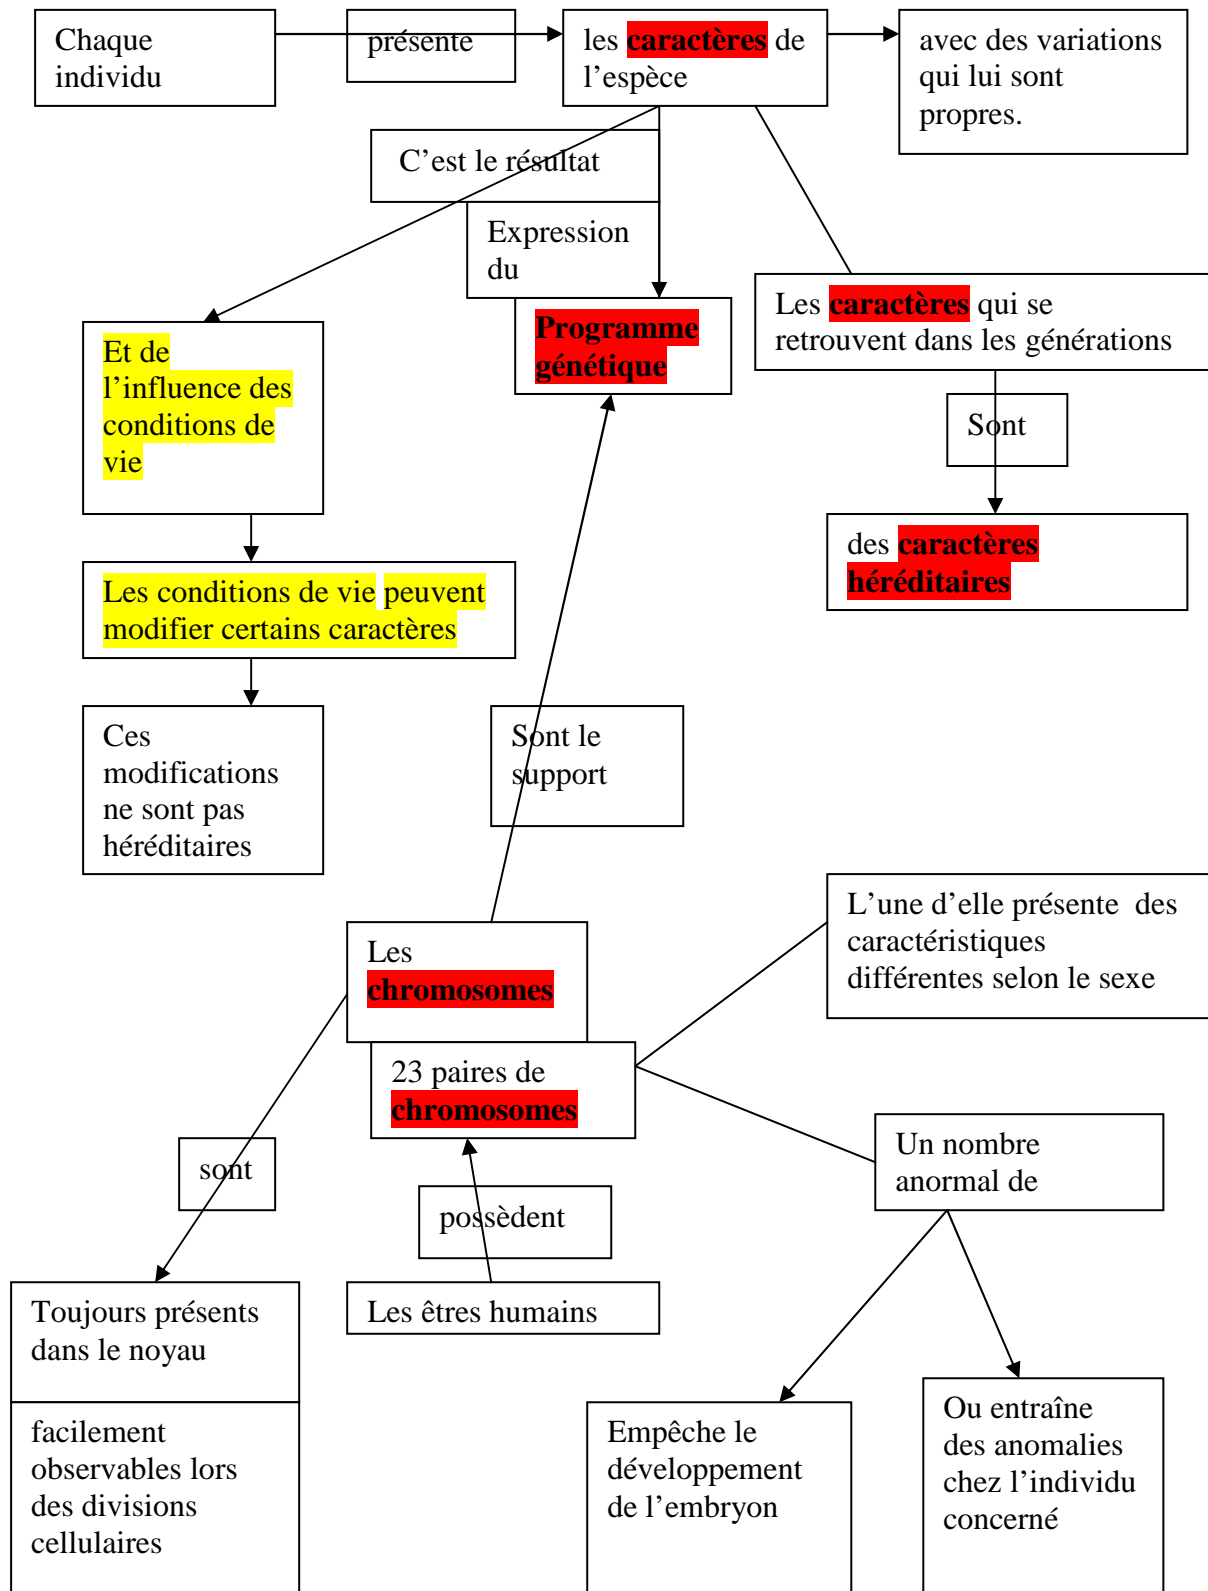 Chaque
individu
présente
les caractères de
l’espèce
avec des variations
qui lui sont
propres.
C’est le résultat
Expression
du
Programme
génétique
Les caractères qui se
retrouvent dans les générations
Sont
des caractères
héréditaires
Et de
l’influence des
conditions de
vie
Les conditions de vie peuvent
modifier certains caractères
Ces
modifications
ne sont pas
héréditaires
Sont le
support
Les
chromosomes
23 paires de
chromosomes
L’une d’elle présente des
caractéristiques
différentes selon le sexe
Un nombre
anormal de
sont
possèdent
Les êtres humains
Toujours présents
dans le noyau
facilement
observables lors
des divisions
cellulaires
Empêche le
développement
de l’embryon
Ou entraîne
des anomalies
chez l’individu
concerné